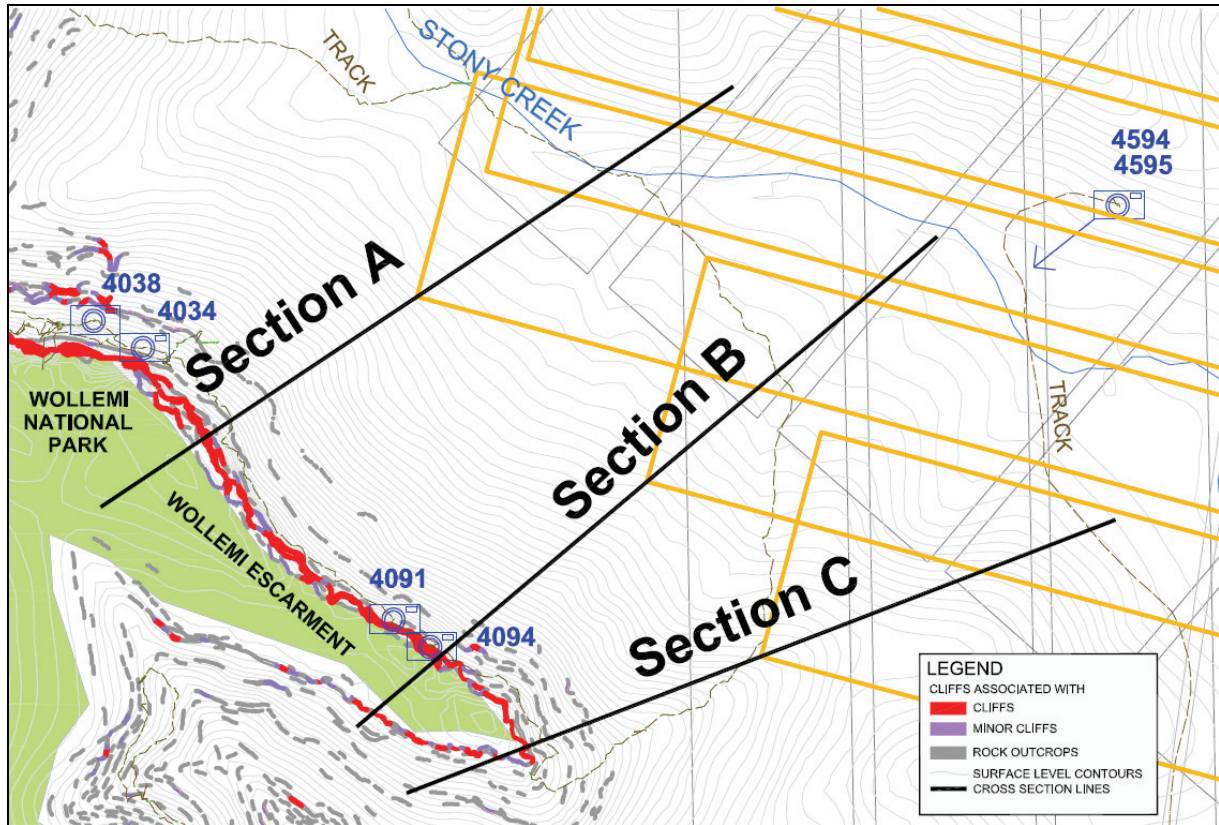 TRACK
STONY CREEK
4594
4595
4038
4034
Section A
WOLLEMI
NATIONAL
PARK
Section B
TRACK
WOLLEMI ESCARMENT
4091
4094
Section C
LEGEND
CLIFFS ASSOCIATED WITH
CLIFFS
MINOR CLIFFS
ROCK OUTCROPS
SURFACE LEVEL CONTOURS
CROSS SECTION LINES